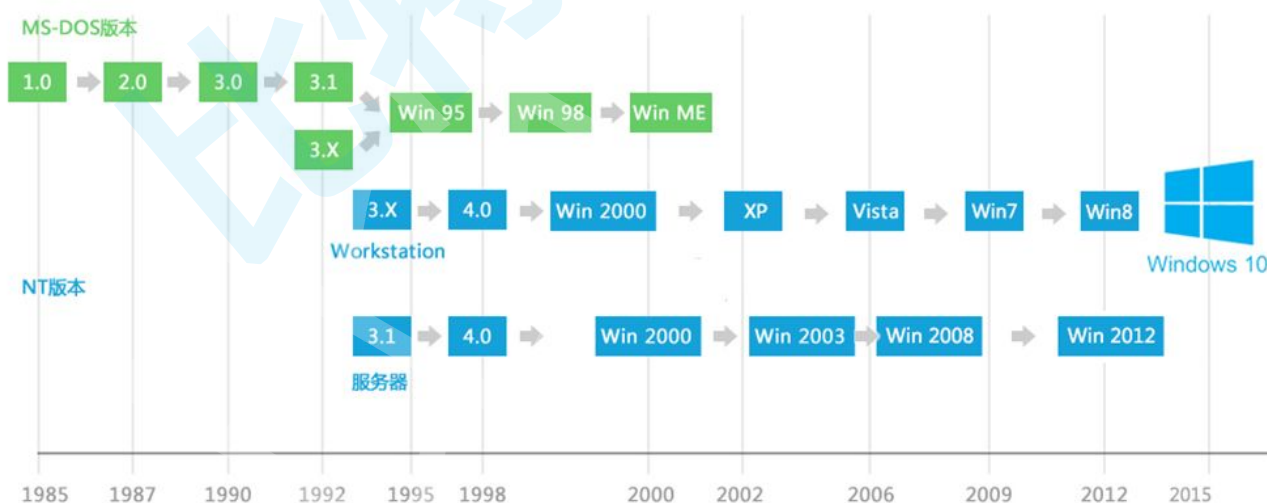 MS-DOS版本
1.0 2.0 3.0 3.1
Win 95 Win 98 Win ME
3.X
3.X 4.0 Win 2000 XP Vista Win7 Win8
Workstation
Windows 10
NT版本
3.1 4.0 Win 2000 Win 2003 Win 2008 Win 2012
服务器
1985 1987 1990 1992 1995 1998 2000 2002 2006 2009 2012 2015